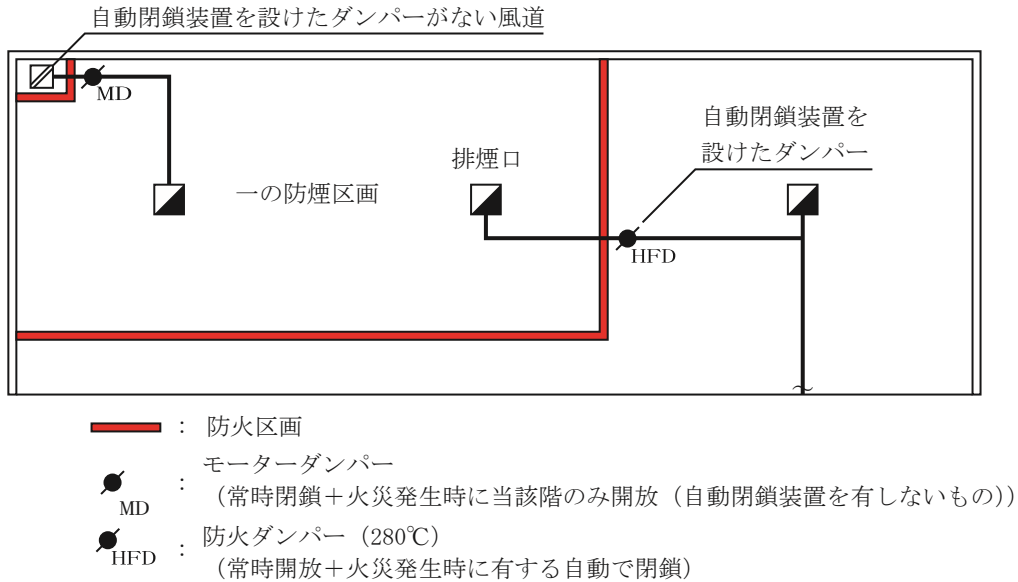 自動閉鎖装置を設けたダンパーがない風道
MD
自動閉鎖装置を
設けたダンパー
排煙口
一の防煙区画
HFD
： 防火区画
MD ： モーターダンパー
（常時閉鎖＋火災発生時に当該階のみ開放（自動閉鎖装置を有しないもの））
HFD ： 防火ダンパー（280℃）
（常時開放＋火災発生時に有する自動で閉鎖）